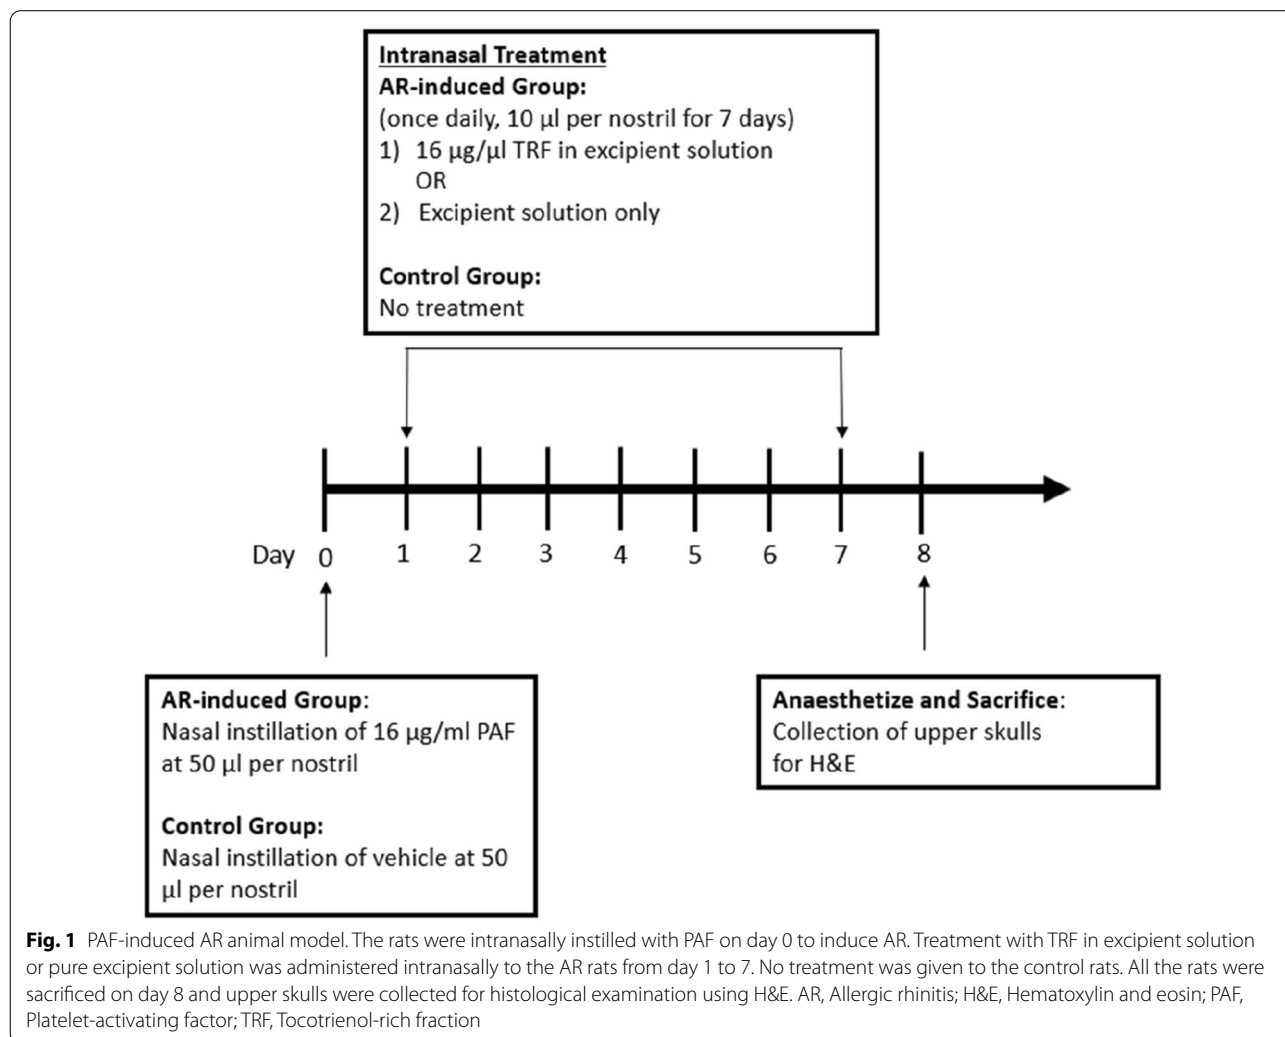 Intranasal Treatment
AR-induced Group:
(once daily, 10 µl per nostril for 7 days)
1) 16 µg/µl TRF in excipient solution
OR
2) Excipient solution only
Control Group:
No treatment
Day 0 1 2 3 4 5 6 7 8
AR-induced Group:
Nasal instillation of 16 µg/ml PAF
at 50 µl per nostril
Control Group:
Nasal instillation of vehicle at 50
µl per nostril
Anaesthetize and Sacrifice:
Collection of upper skulls
for H&E
Fig. 1 PAF-induced AR animal model. The rats were intranasally instilled with PAF on day 0 to induce AR. Treatment with TRF in excipient solution
or pure excipient solution was administered intranasally to the AR rats from day 1 to 7. No treatment was given to the control rats. All the rats were
sacrificed on day 8 and upper skulls were collected for histological examination using H&E. AR, Allergic rhinitis; H&E, Hematoxylin and eosin; PAF,
Platelet-activating factor; TRF, Tocotrienol-rich fraction